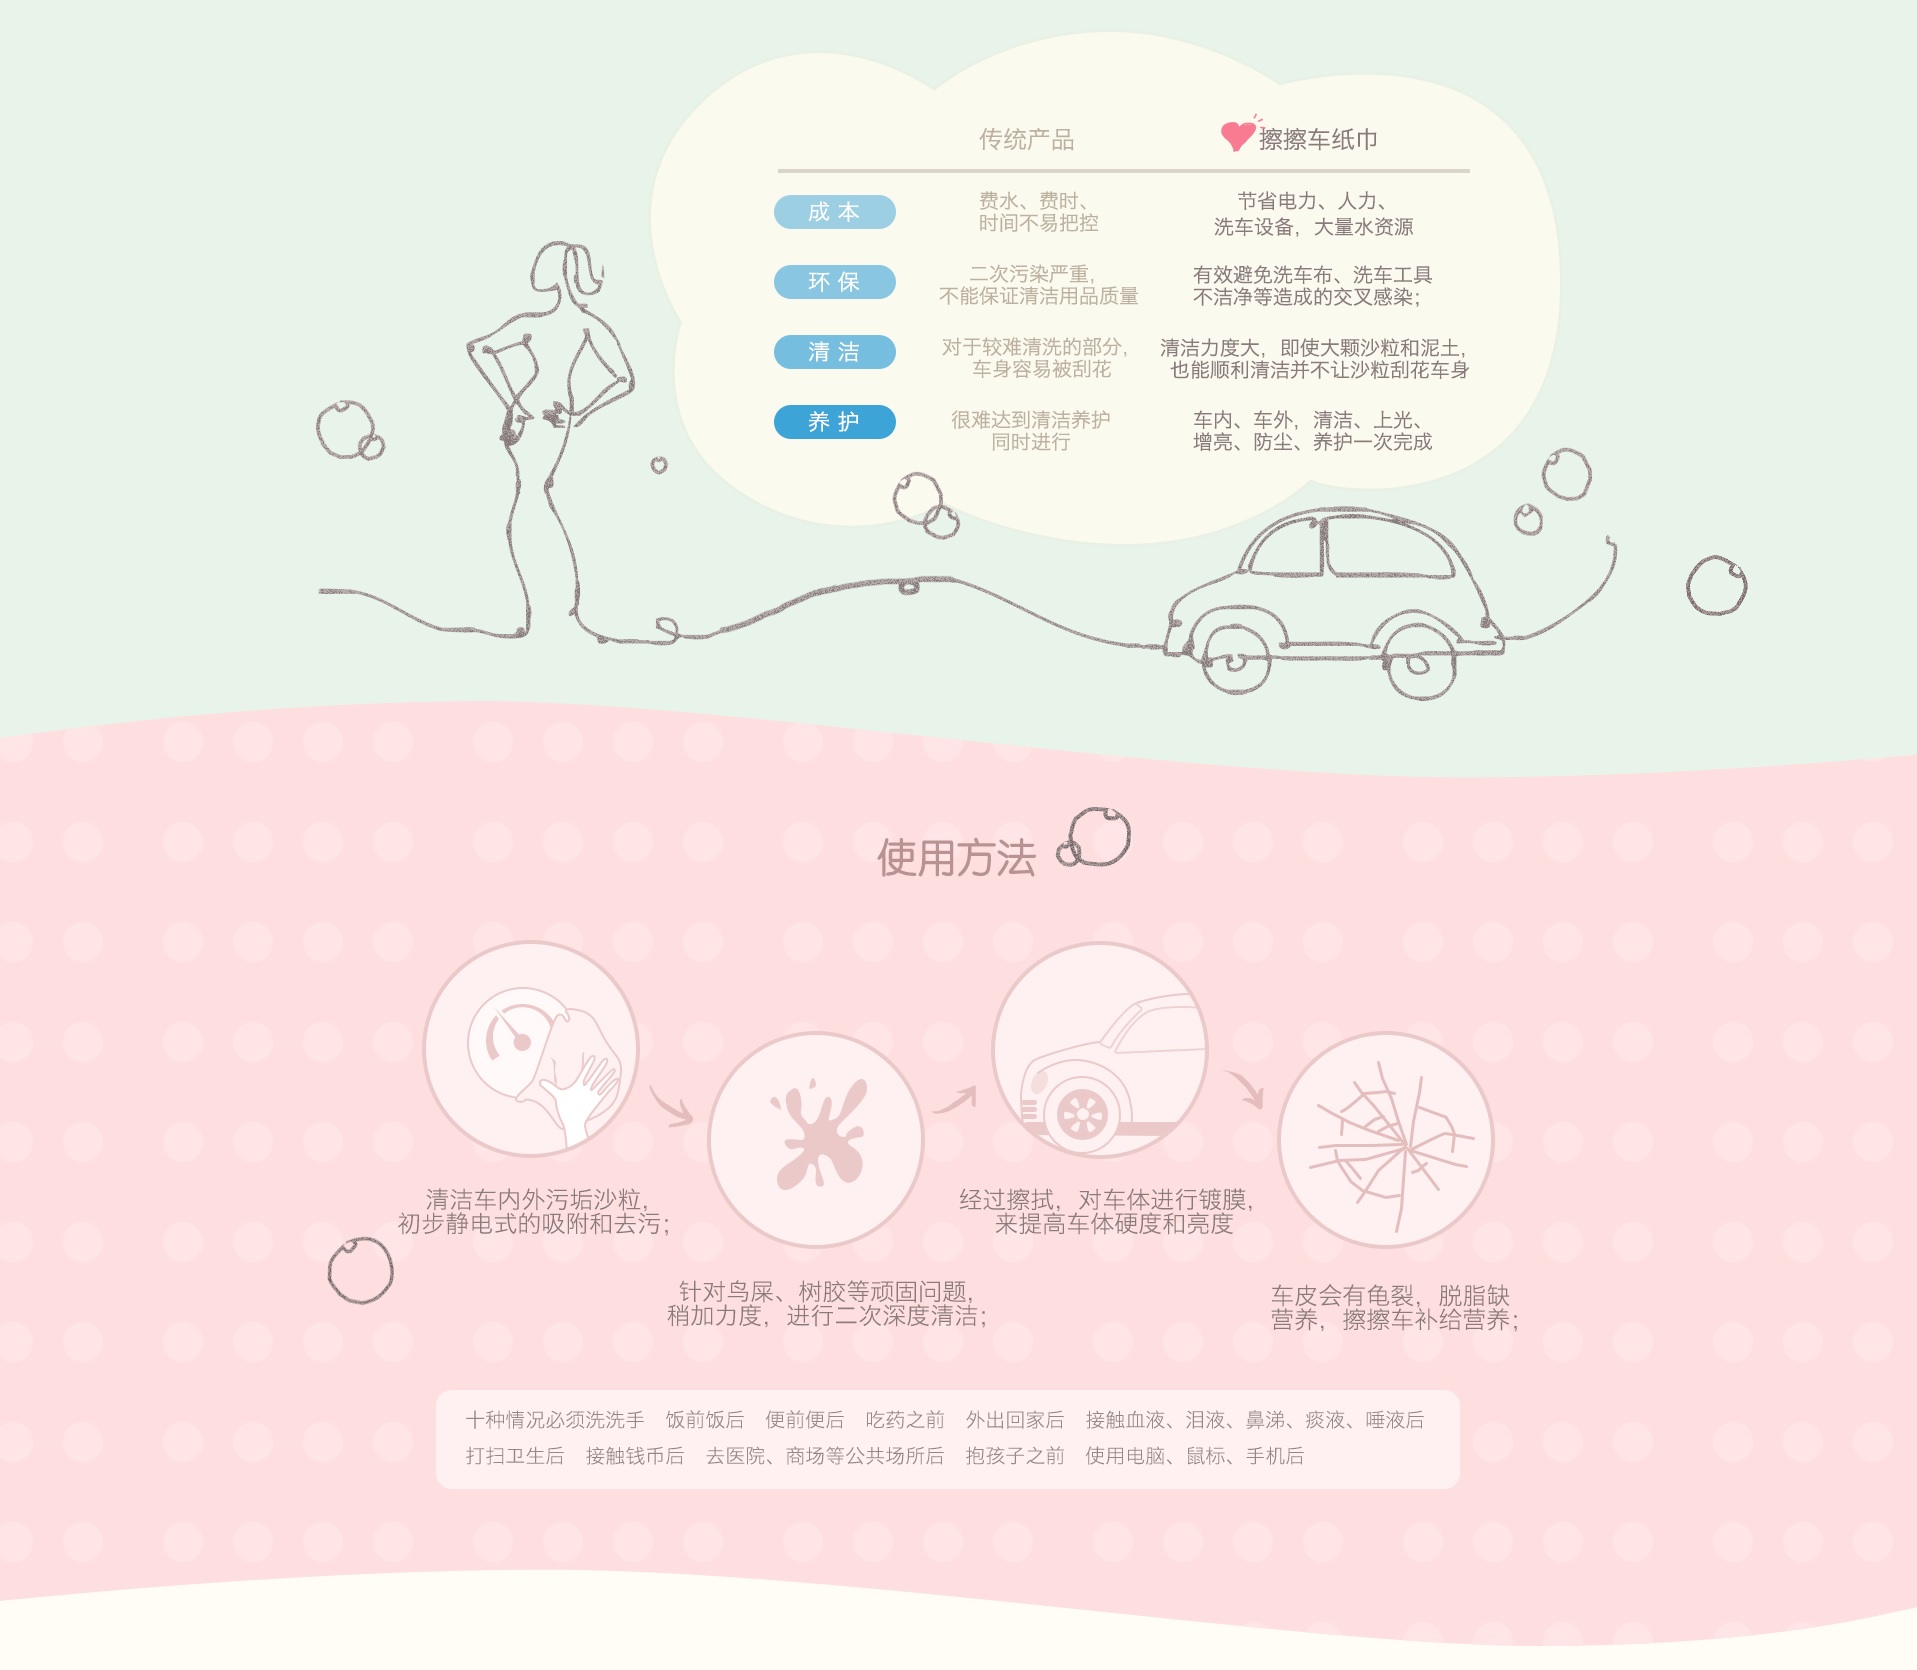 传统产品 擦擦车纸巾
成本
费水、费时、
时间不易把控
节省电力、人力、
洗车设备，大量水资源
环保
二次污染严重，
不能保证清洁用品质量
有效避免洗车布、洗车工具
不洁净等造成的交叉感染；
清洁
对于较难清洗的部分，
车身容易被刮花
清洁力度大，即使大颗沙粒和泥土，
也能顺利清洁并不让沙粒刮花车身
养护
很难达到清洁养护
同时进行
车内、车外，清洁、上光、
增亮、防尘、养护一次完成
使用方法
清洁车内外污垢沙粒，
初步静电式的吸附和去污；
针对鸟屎、树胶等顽固问题，
稍加力度，进行二次深度清洁；
经过擦拭，对车体进行镀膜，
来提高车体硬度和亮度
车皮会有龟裂，脱脂缺
营养，擦擦车补给营养；
十种情况必须洗洗手 饭前饭后 便前便后 吃药之前 外出回家后 接触血液、泪液、鼻涕、痰液、唾液后
打扫卫生后 接触钱币后 去医院、商场等公共场所后 抱孩子之前 使用电脑、鼠标、手机后